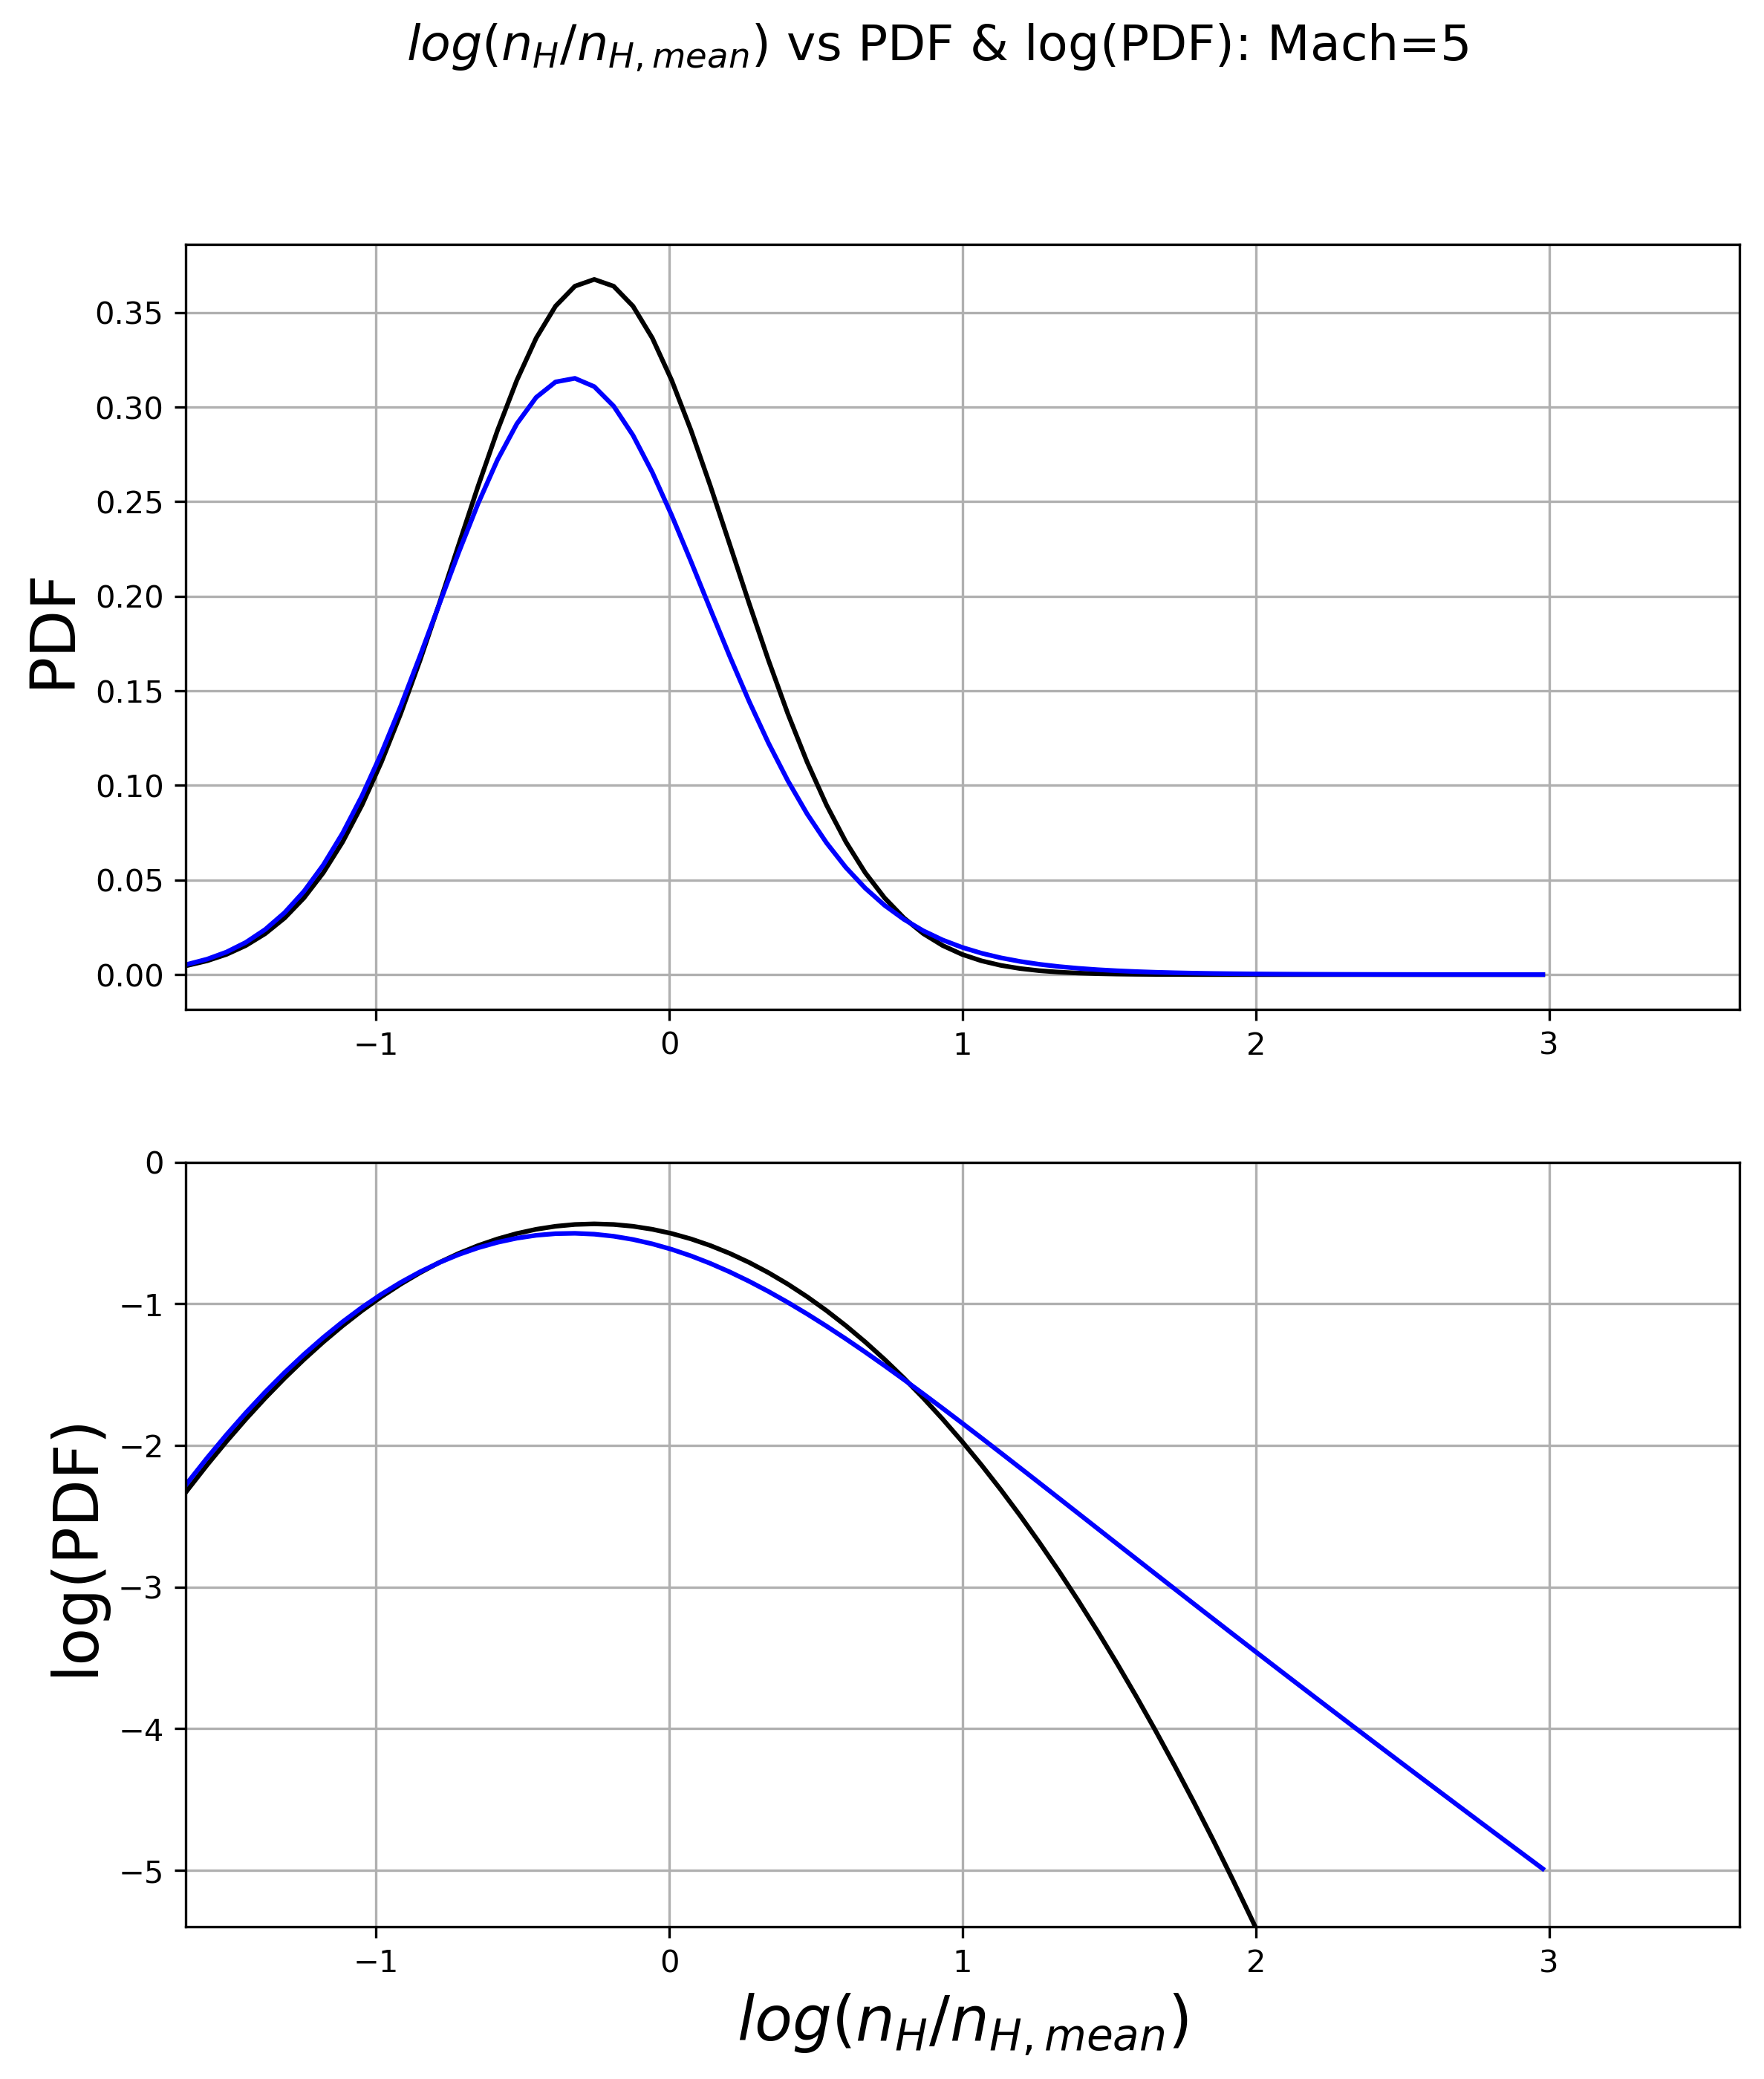 log(n_H/n_{H, mean}) vs PDF & log(PDF): Mach=5
PDF
0.35
0.30
0.25
0.20
0.15
0.10
0.05
0.00
−1 0 1 2 3
log(PDF)
0
−1
−2
−3
−4
−5
−1 0 1 2 3
log(n_H/n_{H, mean})